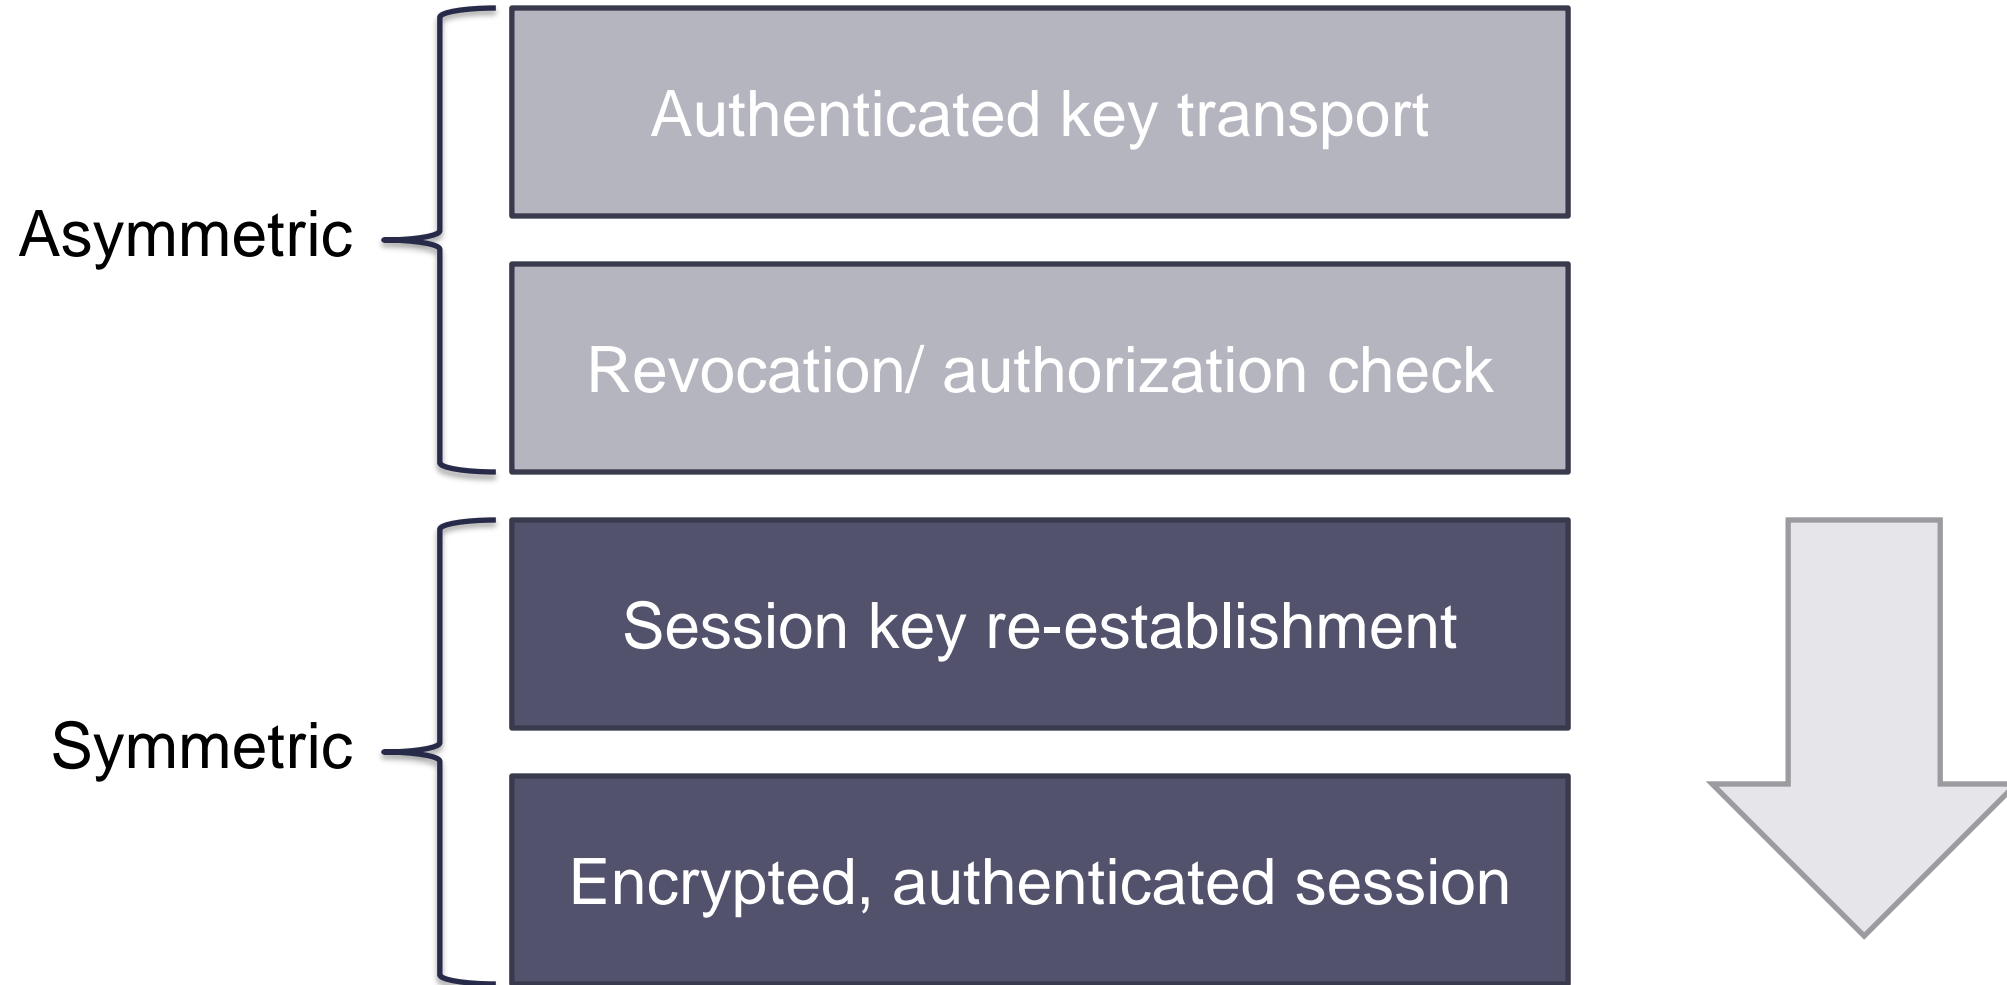 Authenticated key transport
Asymmetric
Revocation/ authorization check
Session key re-establishment
Symmetric
Encrypted, authenticated session